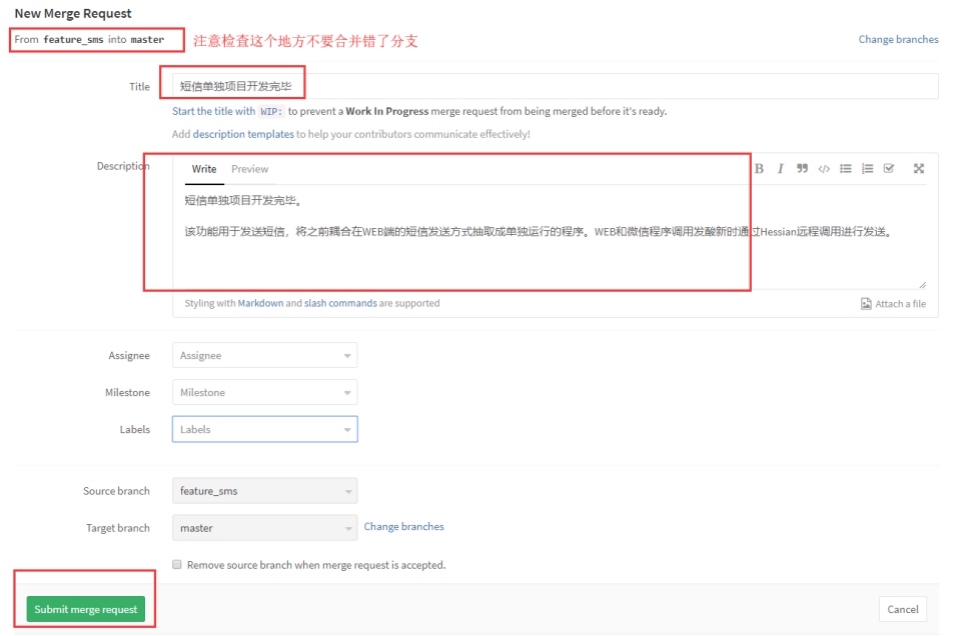 New Merge Request
From feature_sms into master
注意检查这个地方不要合并错了分支
Change branches
Title
短信单独项目开发完毕
Start the title with WIP: to prevent a Work In Progress merge request from being merged before it's ready.
Add description templates to help your contributors communicate effectively!
Description
Write Preview
B I
短信单独项目开发完毕。
该功能用于发送短信，将之前耦合在WEB端的短信发送方式抽取成单独运行的程序。WEB和微信程序调用发酸新时通过Hessian远程调用进行发送。
Styling with Markdown and slash commands are supported
Attach a file
Assignee Assignee
Milestone Milestone
Labels Labels
Source branch feature_sms
Target branch master Change branches
Remove source branch when merge request is accepted.
Submit merge request
Cancel